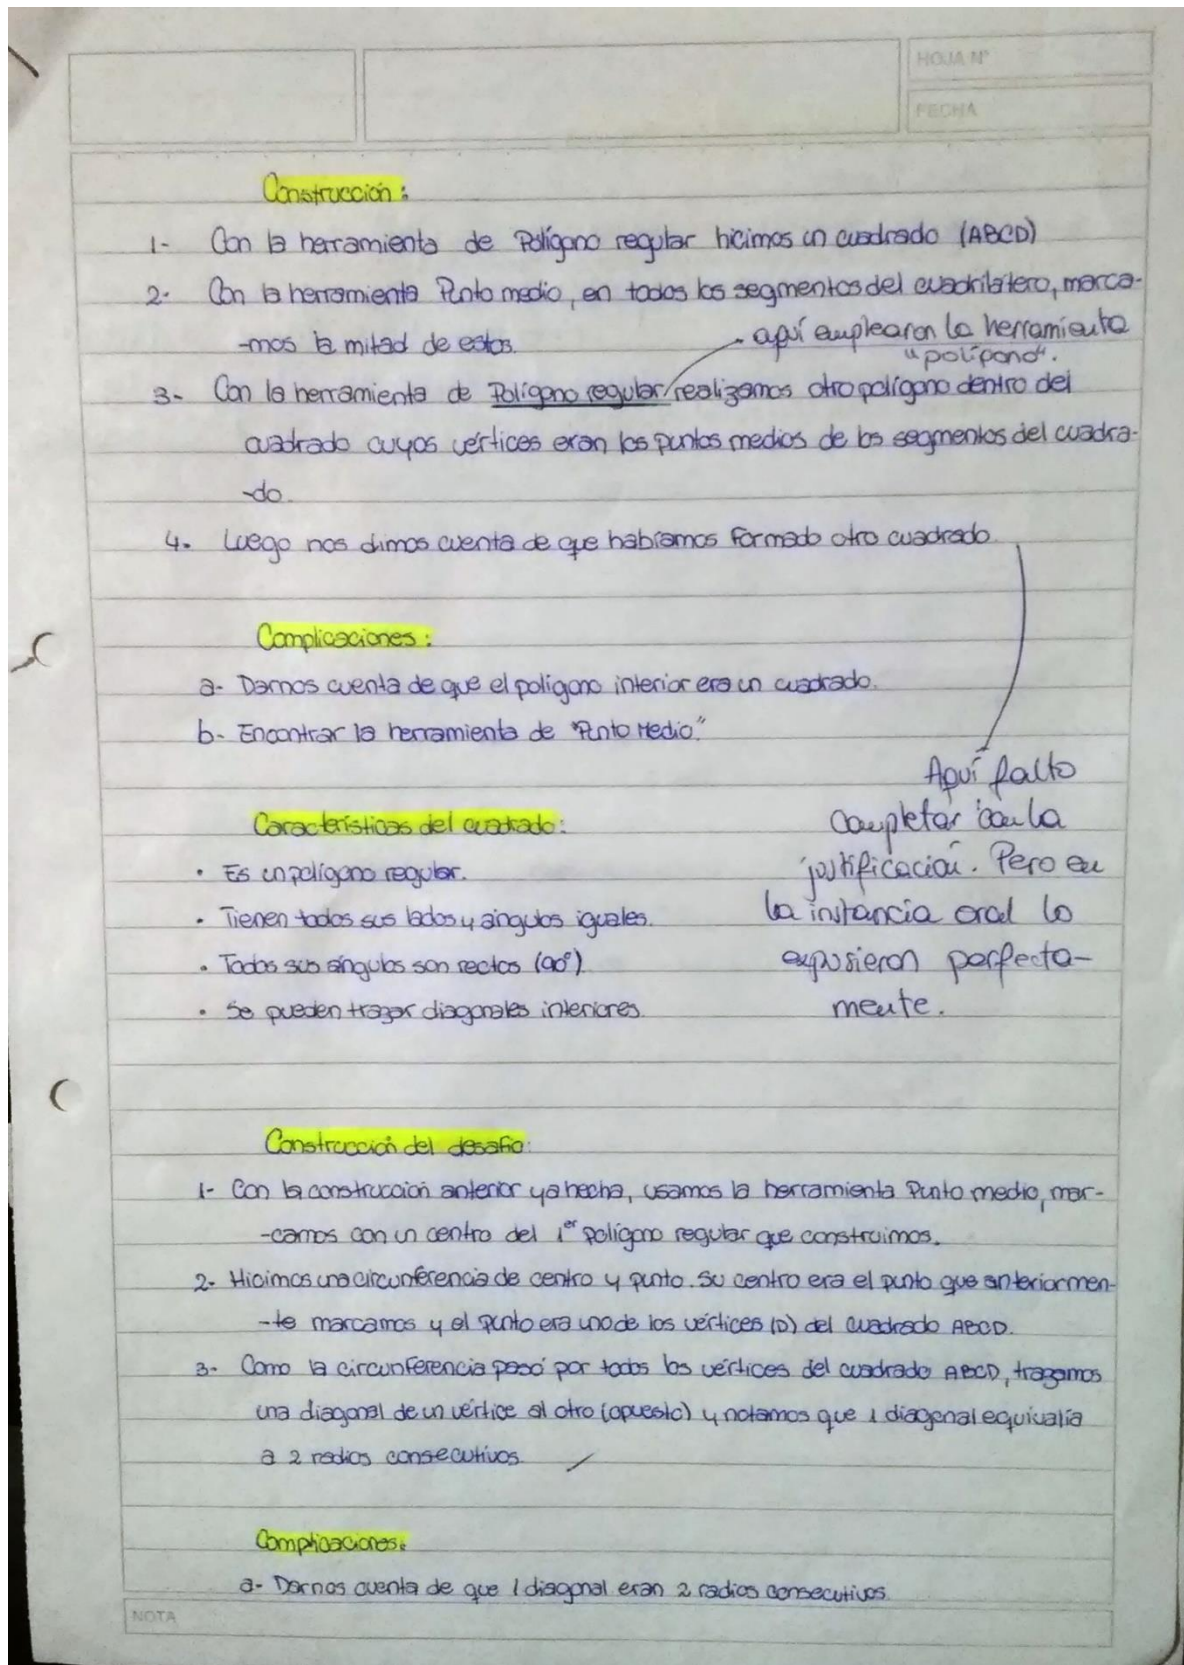 HOJA N°
FECHA
Construcción:
1- Con la herramienta de Polígono regular hicimos un cuadrado (ABCD)
2- Con la herramienta Punto medio, en todos los segmentos del cuadrilátero, marca-
-mos la mitad de estos.
aquí emplearon la herramienta
"polígono".
3- Con la herramienta de Polígono regular realizamos otro polígono dentro del
cuadrado cuyos vértices eran los puntos medios de los segmentos del cuadra-
-do.
4- Luego nos dimos cuenta de que habíamos formado otro cuadrado.
Complicaciones:
a- Darnos cuenta de que el polígono interior era un cuadrado.
b- Encontrar la herramienta de "Punto Medio"
Aquí falto
completar con la
justificación. Pero en
la instancia oral lo
expusieron perfecta-
mente.
Características del cuadrado:
• Es un polígono regular.
• Tienen todos sus lados y ángulos iguales.
• Todos sus ángulos son rectos (90°)
• Se pueden trazar diagonales interiores.
Construcción del desafío:
1- Con la construcción anterior ya hecha, usamos la herramienta Punto medio, mar-
-camos con un centro del 1er polígono regular que construimos.
2- Hicimos una circunferencia de centro y punto. Su centro era el punto que anteriormen-
-te marcamos y el punto era uno de los vértices (D) del cuadrado ABCD.
3- Como la circunferencia pasó por todos los vértices del cuadrado ABCD, trazamos
una diagonal de un vértice al otro (opuesto) y notamos que 1 diagonal equivalía
a 2 radios consecutivos.
Complicaciones:
a- Darnos cuenta de que 1 diagonal eran 2 radios consecutivos.
NOTA